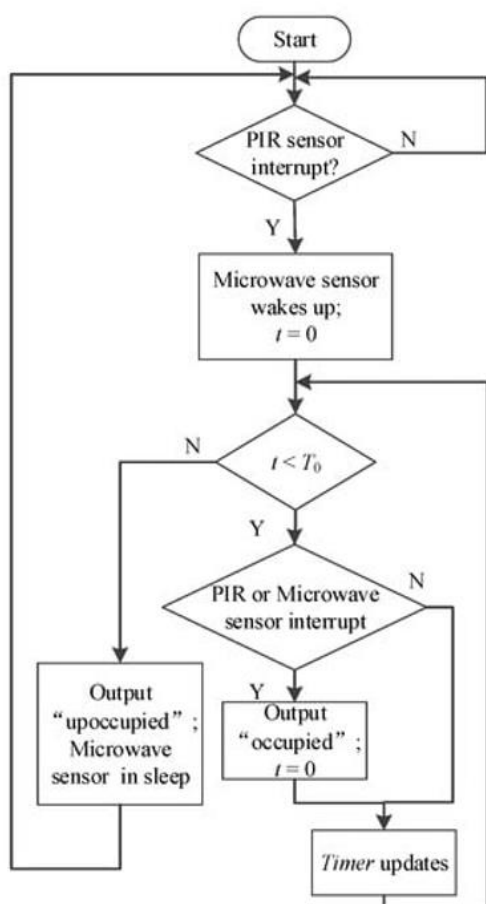 Start
PIR sensor
interrupt?
N
Y
Microwave sensor
wakes up;
t = 0
N
t < T₀
Y
PIR or Microwave
sensor interrupt
N
Y
Output
“upoccupied” ;
Microwave
sensor in sleep
Output
“occupied” ;
t = 0
Timer updates